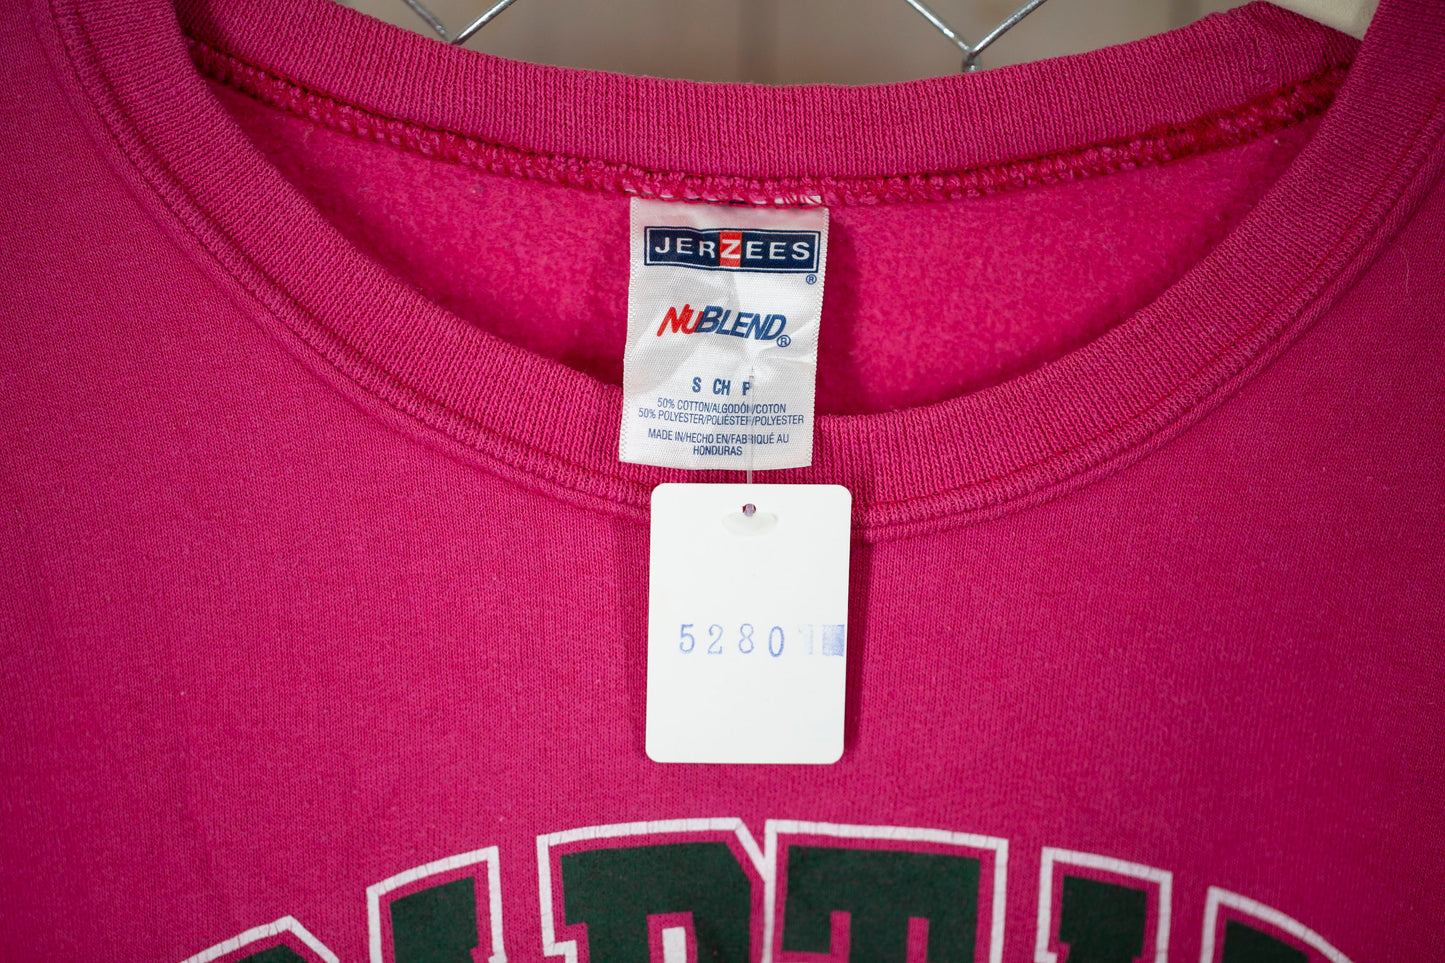 JERZEES®
NUBLEND®
S CH P
50% COTTON/ALGODÓN/COTON
50% POLYESTER/POLIÉSTER/POLYESTER
MADE IN/HECHO EN/FABRIQUÉ AU
HONDURAS
52801